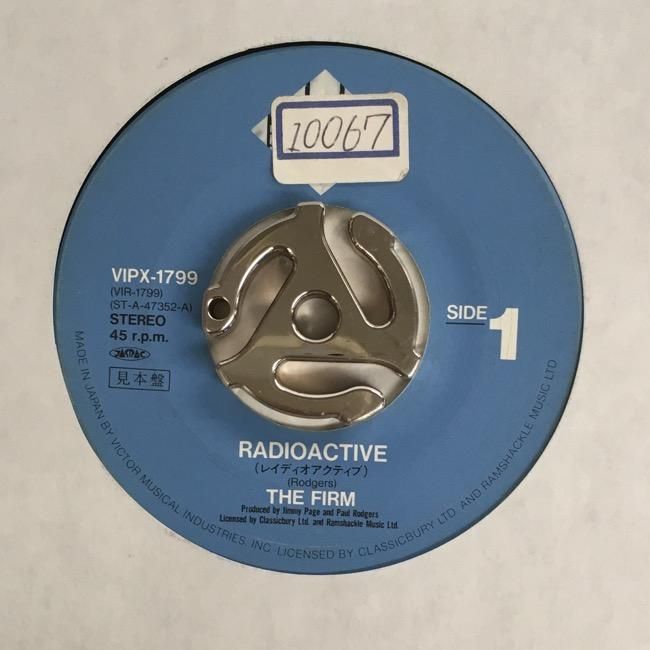 10067
VIPX-1799
(VIR-1799)
(ST-A-47352-A)
STEREO
45 r.p.m.
JASRAC
見本盤
SIDE 1
RADIOACTIVE
(レイディオアクティブ)
(Rodgers)
THE FIRM
Produced by Jimmy Page and Paul Rodgers
Licensed by Classicbury Ltd. and Ramshackle Music Ltd.
MADE IN JAPAN BY VICTOR MUSICAL INDUSTRIES, INC. LICENSED BY CLASSICBURY LTD. AND RAMSHACKLE MUSIC LTD